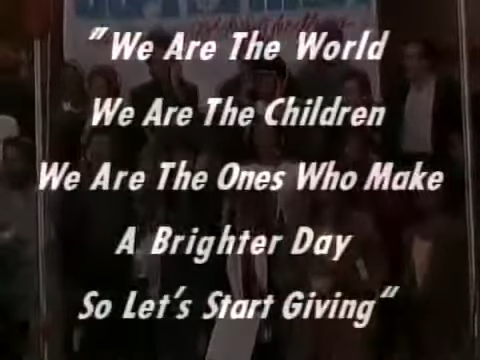 "We Are The World
We Are The Children
We Are The Ones Who Make
A Brighter Day
So Let's Start Giving"